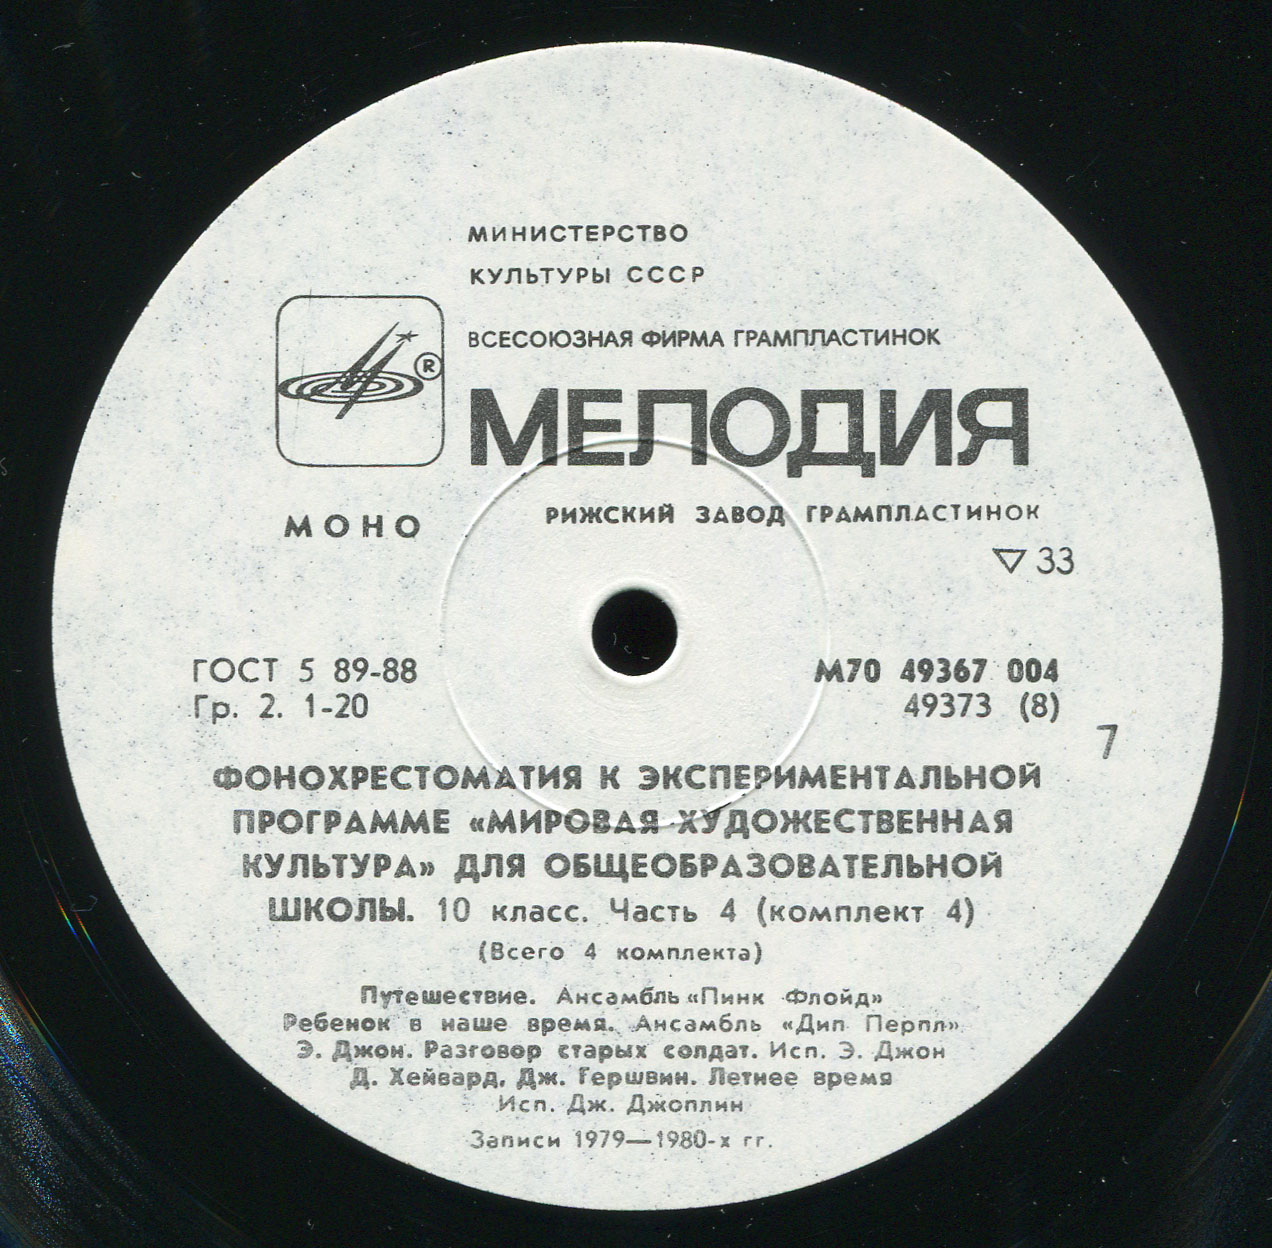 МИНИСТЕРСТВО
КУЛЬТУРЫ СССР
ВСЕСОЮЗНАЯ ФИРМА ГРАМПЛАСТИНОК
®
МЕЛОДИЯ
МОНО
РИЖСКИЙ ЗАВОД ГРАМПЛАСТИНОК
▽ 33
ГОСТ 5 89-88
Гр. 2. 1-20
М70 49367 004
49373 (8)
7
ФОНОХРЕСТОМАТИЯ К ЭКСПЕРИМЕНТАЛЬНОЙ
ПРОГРАММЕ «МИРОВАЯ ХУДОЖЕСТВЕННАЯ
КУЛЬТУРА» ДЛЯ ОБЩЕОБРАЗОВАТЕЛЬНОЙ
ШКОЛЫ. 10 класс. Часть 4 (комплект 4)
(Всего 4 комплекта)
Путешествие. Ансамбль «Пинк Флойд»
Ребенок в наше время. Ансамбль «Дип Перпл»
Э. Джон. Разговор старых солдат. Исп. Э. Джон
Д. Хейвард, Дж. Гершвин. Летнее время
Исп. Дж. Джоплин
Записи 1979—1980-х гг.